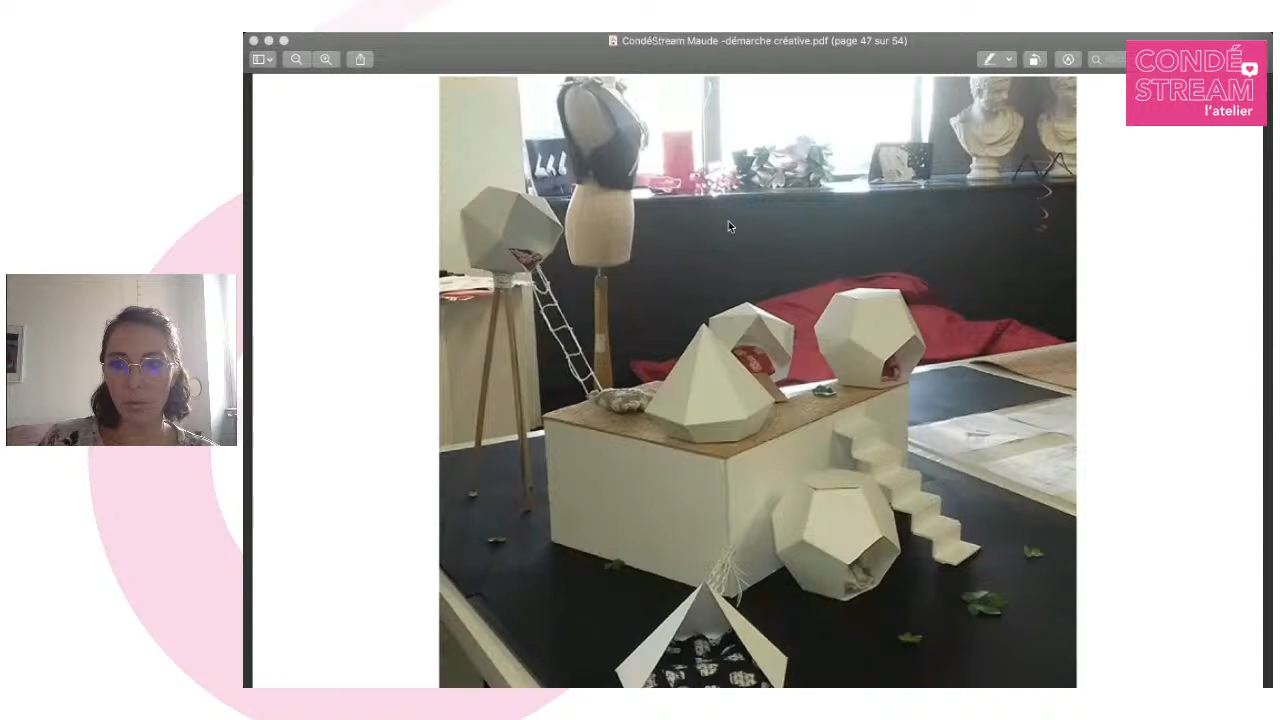 CondéStream Maude -démarche créative.pdf (page 47 sur 54)
CONDÉ
STREAM
l'atelier